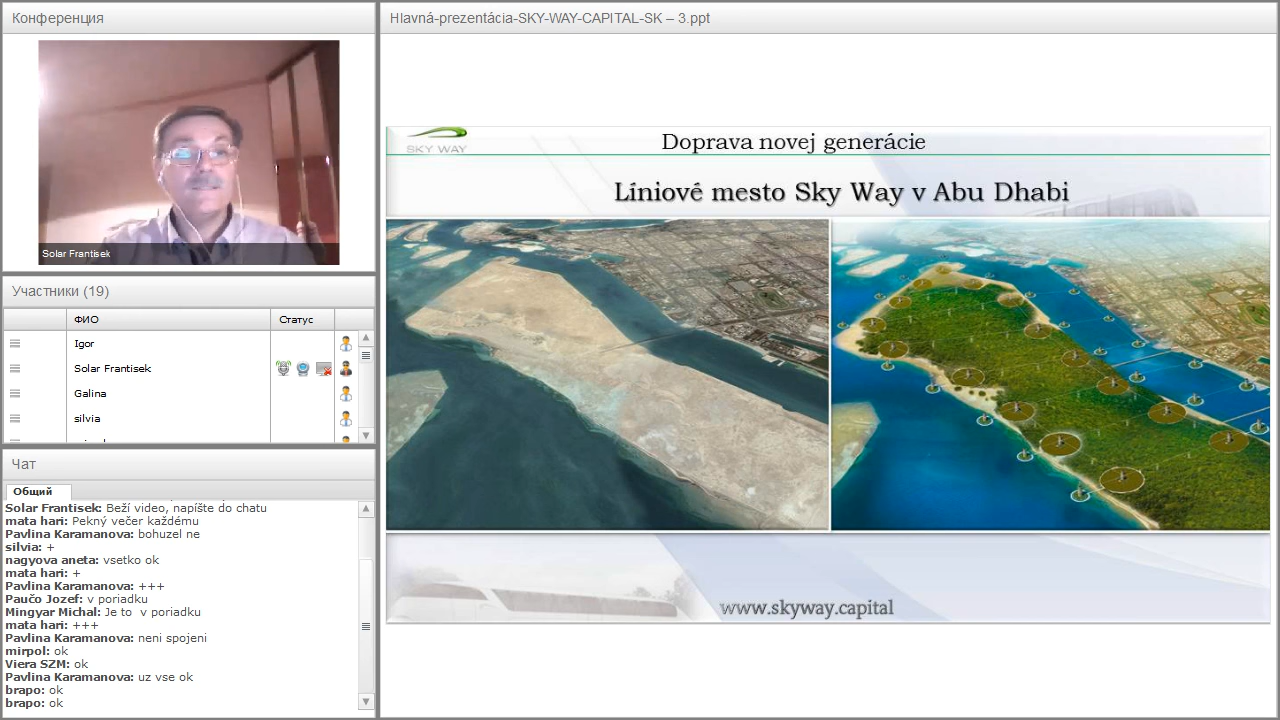 Конференция
Solar Frantisek
Участники (19)
ФИО
Статус
Igor
Solar Frantisek
Galina
silvia
Чат
Общий
Solar Frantisek: Beží video, napíšte do chatu
mata hari: Pekný večer každému
Pavlina Karamanova: bohuzel ne
silvia: +
nagyova aneta: vsetko ok
mata hari: +
Pavlina Karamanova: +++
Paučo Jozef: v poriadku
Mingyar Michal: Je to v poriadku
mata hari: +++
Pavlina Karamanova: neni spojeni
mirpol: ok
Viera SZM: ok
Pavlina Karamanova: uz vse ok
brapo: ok
brapo: ok
Hlavná-prezentácia-SKY-WAY-CAPITAL-SK – 3.ppt
SKY WAY
Doprava novej generácie
Líniové mesto Sky Way v Abu Dhabi
www.skyway.capital